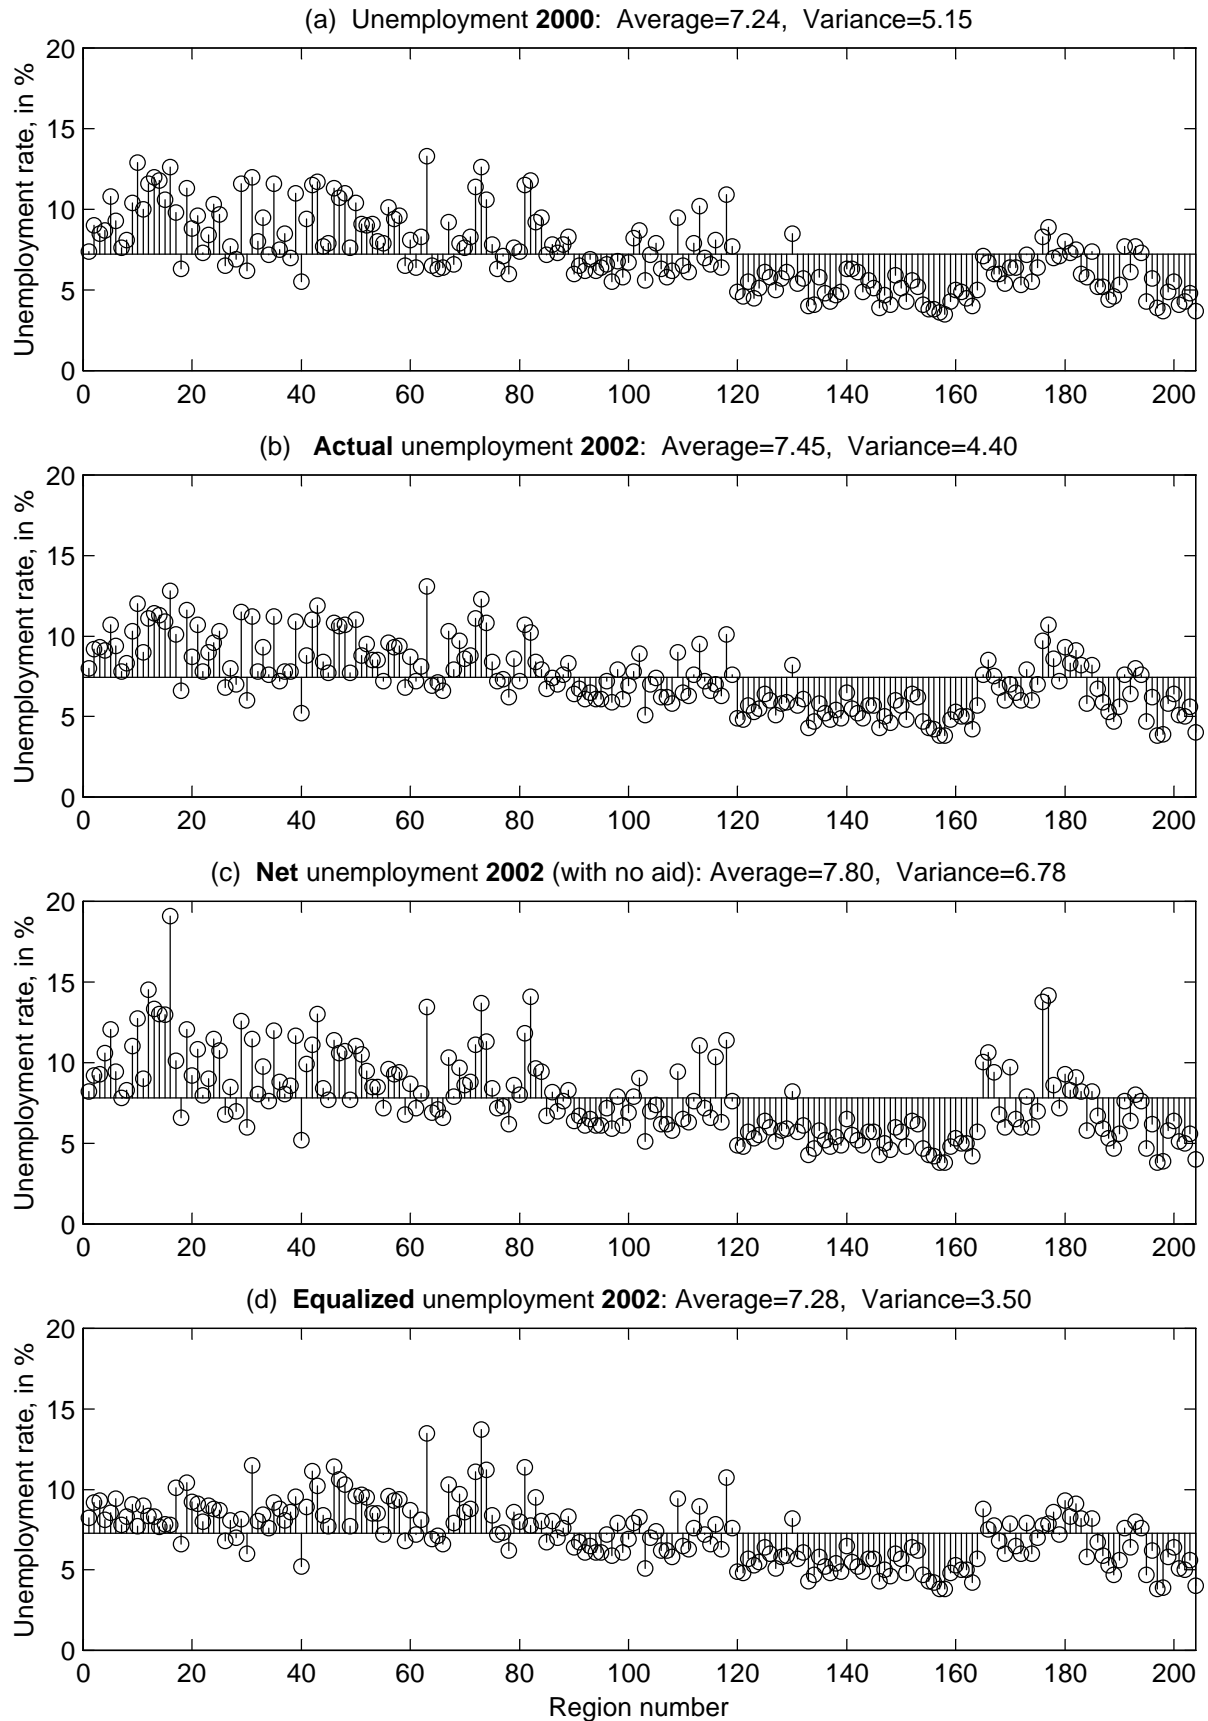 (a) Unemployment 2000: Average=7.24, Variance=5.15
Unemployment rate, in %
20
15
10
5
0
0 20 40 60 80 100 120 140 160 180 200
(b) Actual unemployment 2002: Average=7.45, Variance=4.40
Unemployment rate, in %
20
15
10
5
0
0 20 40 60 80 100 120 140 160 180 200
(c) Net unemployment 2002 (with no aid): Average=7.80, Variance=6.78
Unemployment rate, in %
20
15
10
5
0
0 20 40 60 80 100 120 140 160 180 200
(d) Equalized unemployment 2002: Average=7.28, Variance=3.50
Unemployment rate, in %
20
15
10
5
0
0 20 40 60 80 100 120 140 160 180 200
Region number